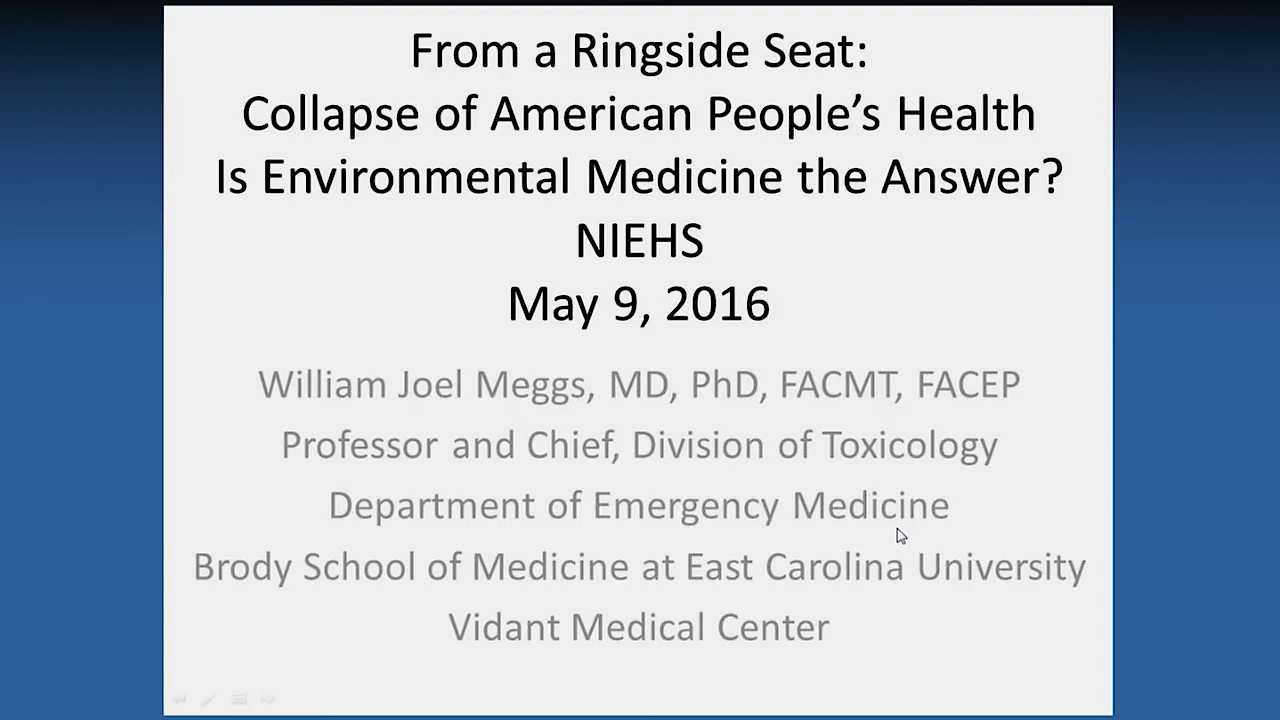 From a Ringside Seat:
Collapse of American People’s Health
Is Environmental Medicine the Answer?
NIEHS
May 9, 2016
William Joel Meggs, MD, PhD, FACMT, FACEP
Professor and Chief, Division of Toxicology
Department of Emergency Medicine
Brody School of Medicine at East Carolina University
Vidant Medical Center